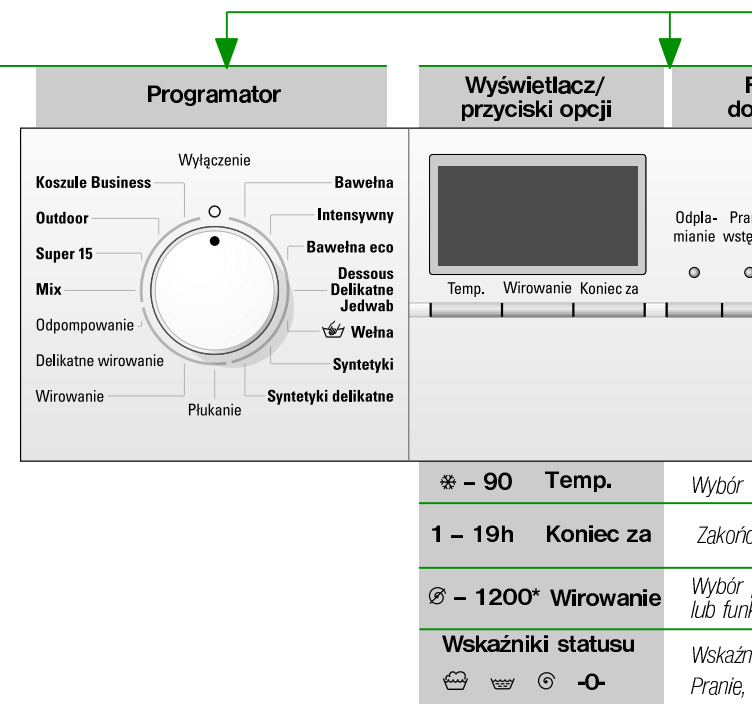 Programator
Wyświetlacz/
przyciski opcji
Wyłączenie
Koszule Business
Outdoor
Super 15
Mix
Odpompowanie
Delikatne wirowanie
Wirowanie
Płukanie
Bawełna
Intensywny
Bawełna eco
Dessous
Delikatne
Jedwab
Wełna
Syntetyki
Syntetyki delikatne
Temp. Wirowanie Koniec za
Odpla-
mianie
– 90 Temp.
Wybór
1 – 19h Koniec za
– 1200* Wirowanie
Wybór
lub
Wskaźniki statusu
-0-
Pranie,